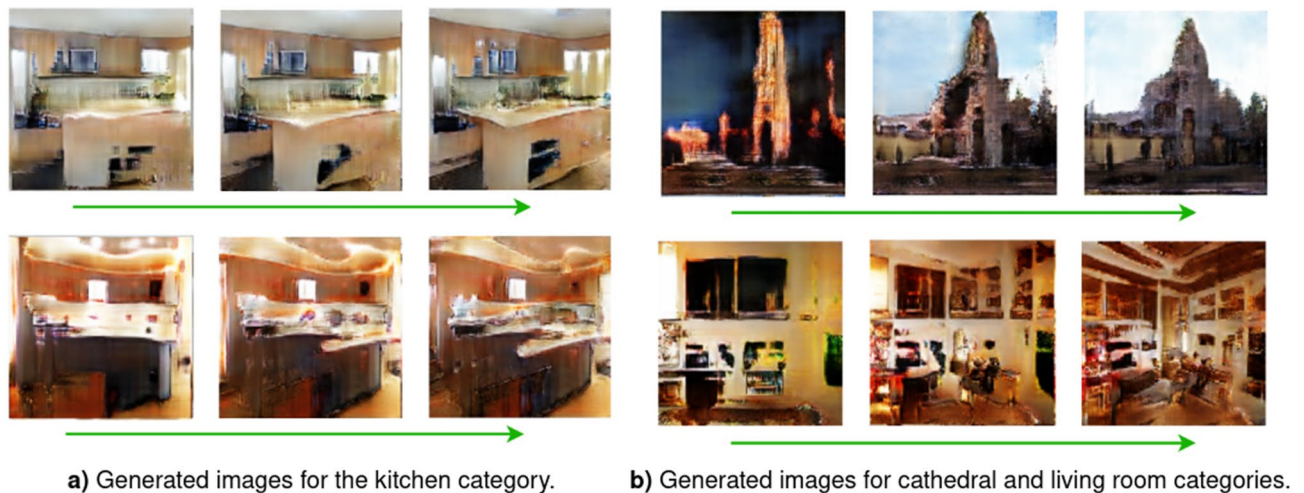 a) Generated images for the kitchen category.
b) Generated images for cathedral and living room categories.